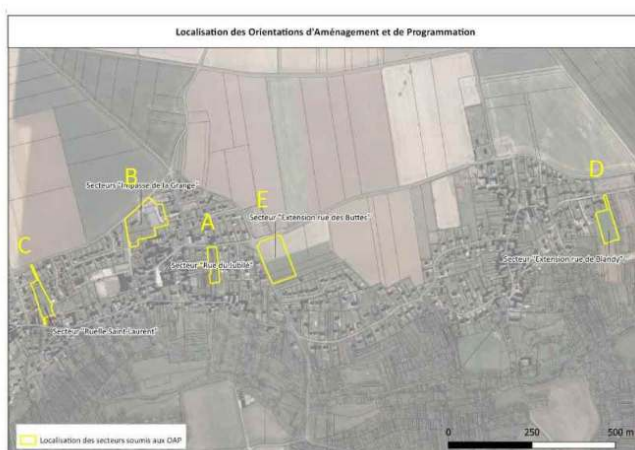 Localisation des Orientations d'Aménagement et de Programmation
B
D
Secteurs "Impasse de la Grange"
E
A
Secteur "Extension rue des Buttes"
C
Secteur "Rue du Jubilé"
Secteur "Extension rue de Blandy"
Secteur "Ruelle Saint-Laurent"
Localisation des secteurs soumis aux OAP
0 250 500 m